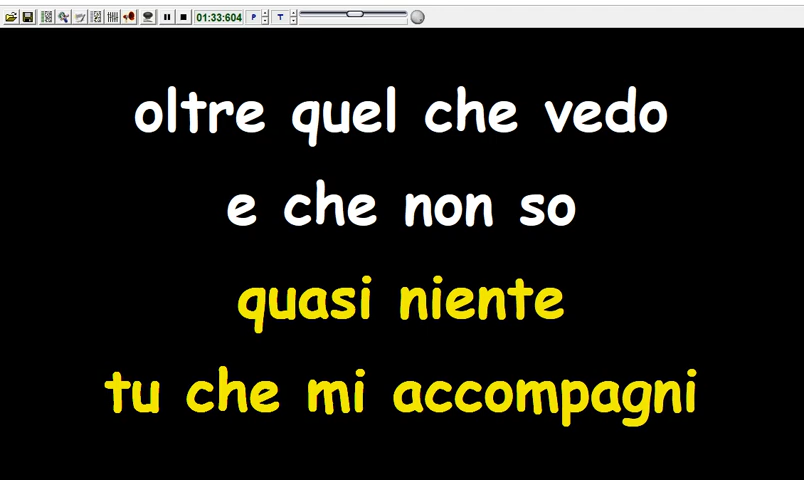 01:33:604 P T
oltre quel che vedo
e che non so
quasi niente
tu che mi accompagni